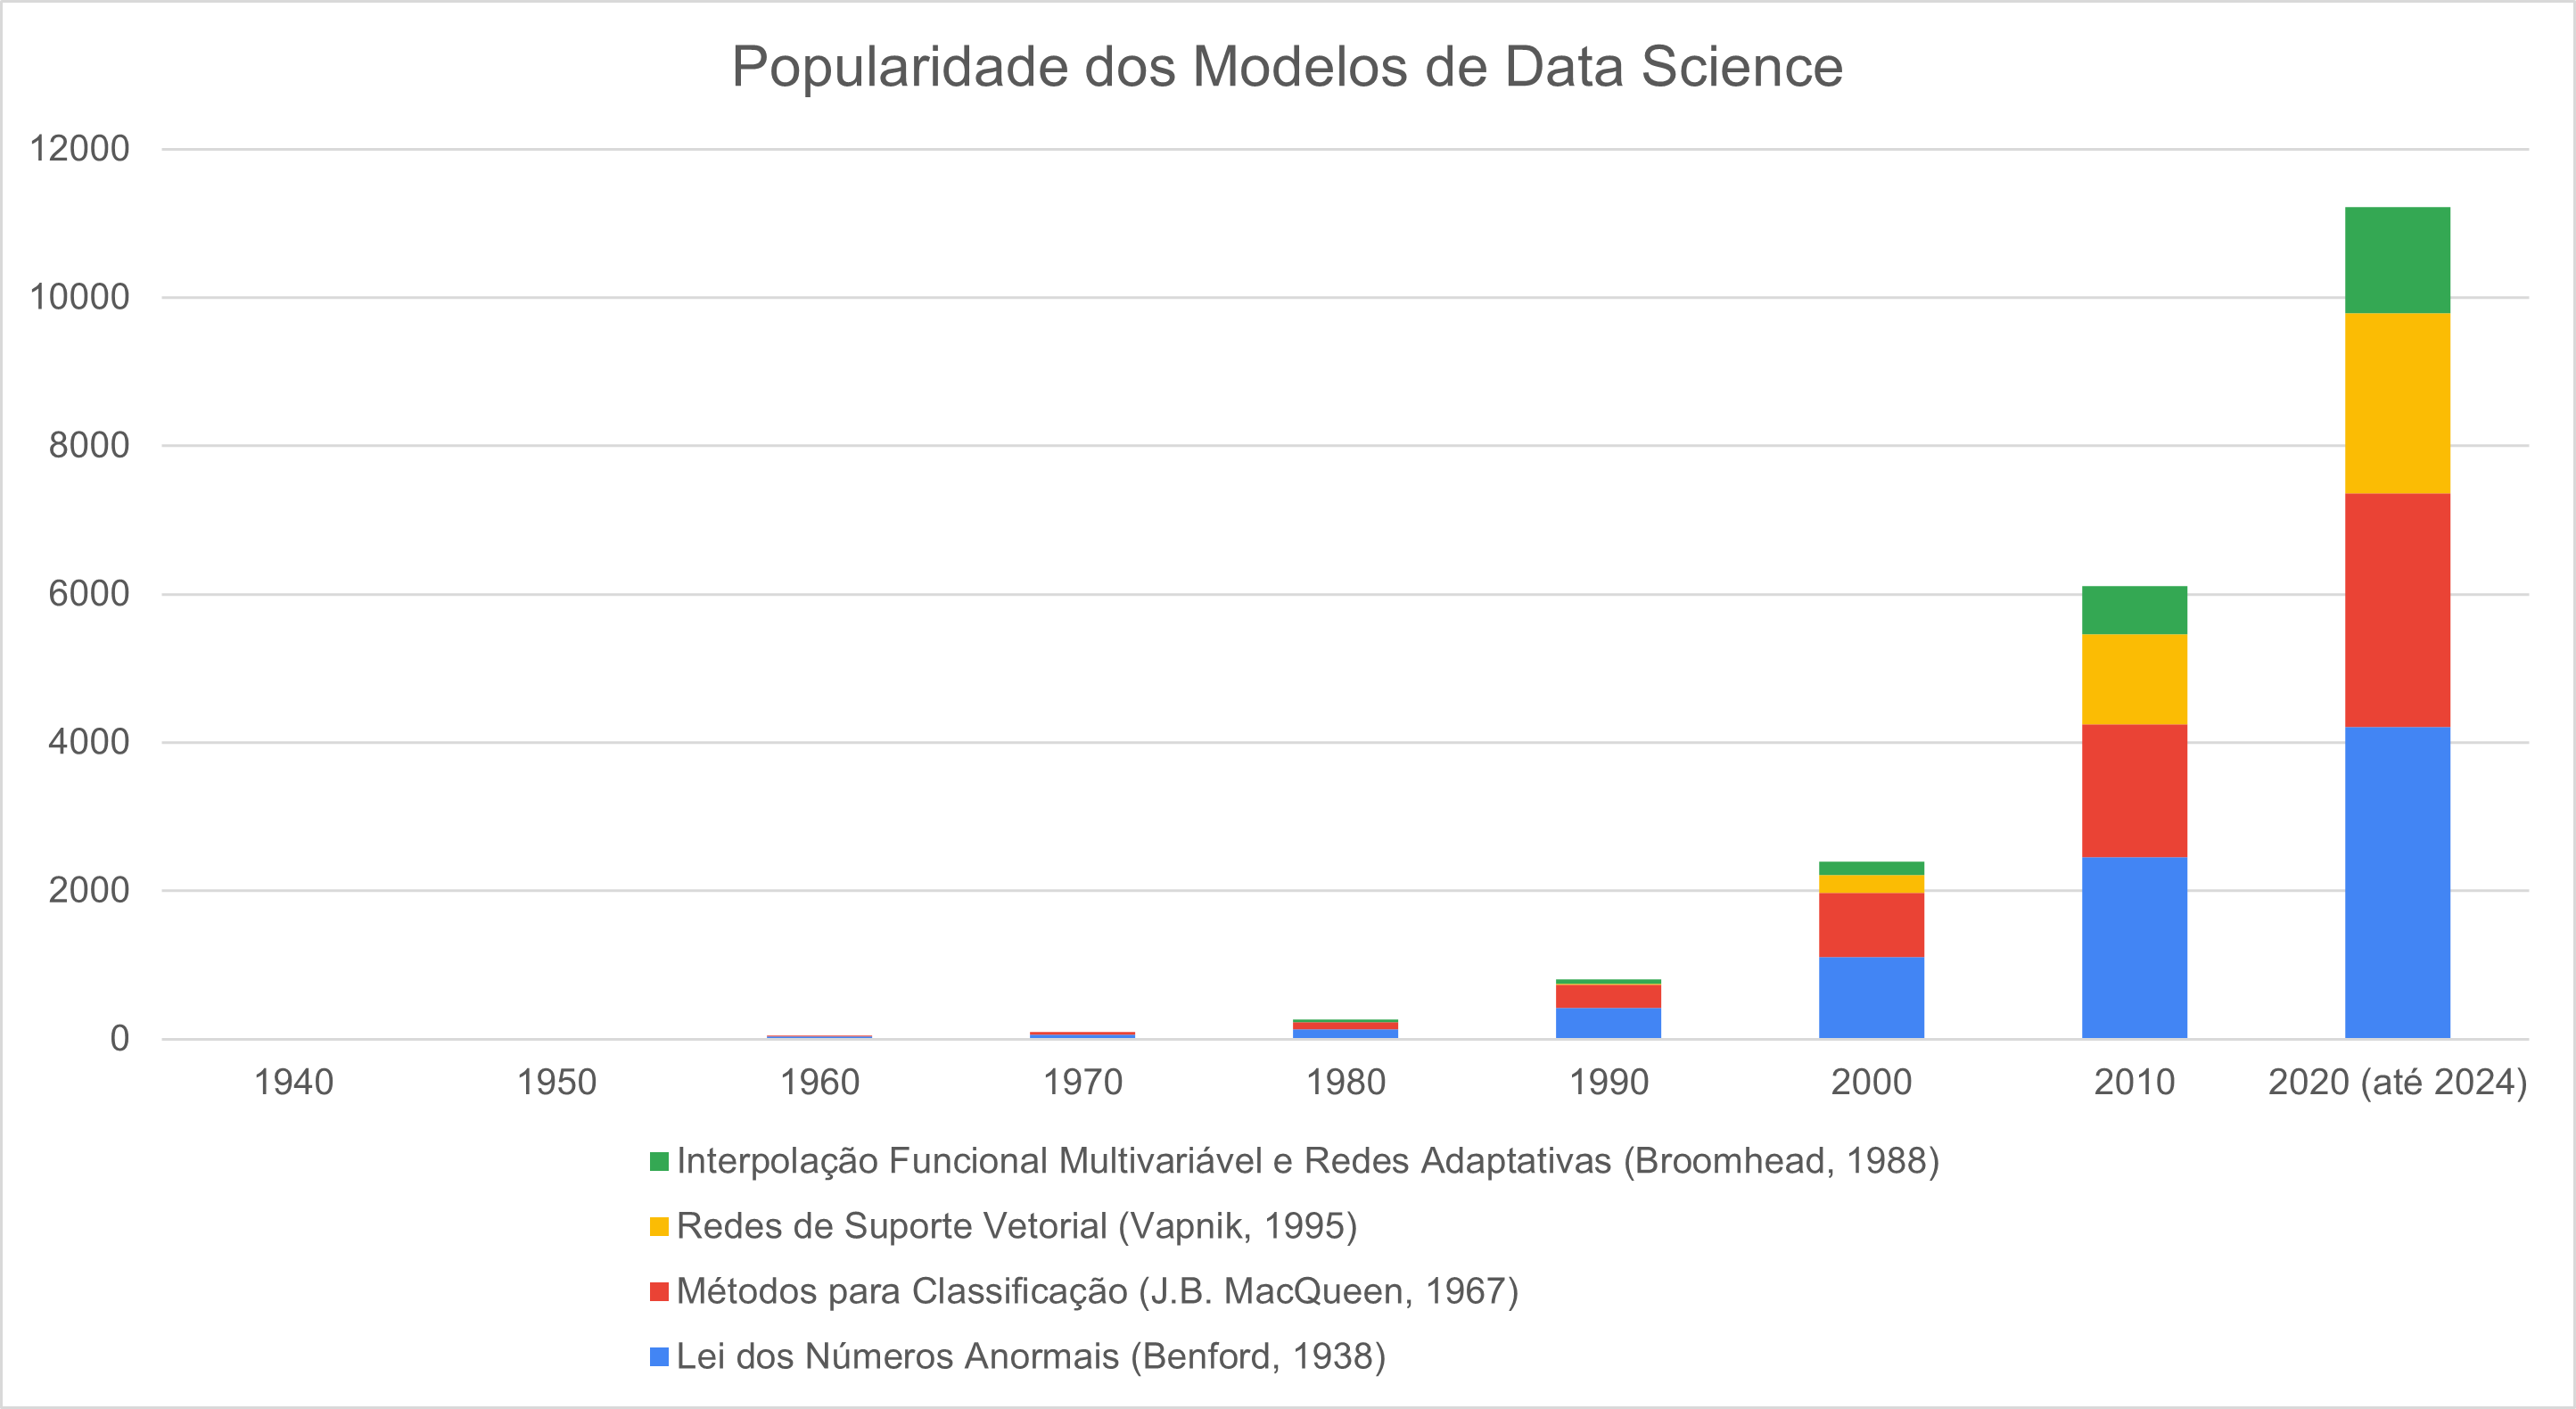 Popularidade dos Modelos de Data Science
12000
10000
8000
6000
4000
2000
0
1940 1950 1960 1970 1980 1990 2000 2010 2020 (até 2024)
Interpolação Funcional Multivariável e Redes Adaptativas (Broomhead, 1988)
Redes de Suporte Vetorial (Vapnik, 1995)
Métodos para Classificação (J.B. MacQueen, 1967)
Lei dos Números Anormais (Benford, 1938)